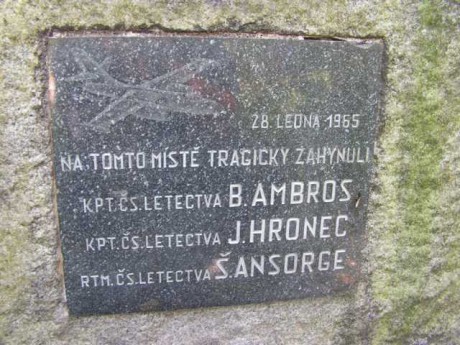 28. LEDNA 1965
NA TOMTO MÍSTĚ TRAGICKY ZAHYNULI
KPT. ČS. LETECTVA B. AMBROS
KPT. ČS. LETECTVA J. HRONEC
RTM. ČS. LETECTVA Š. ANSORGE